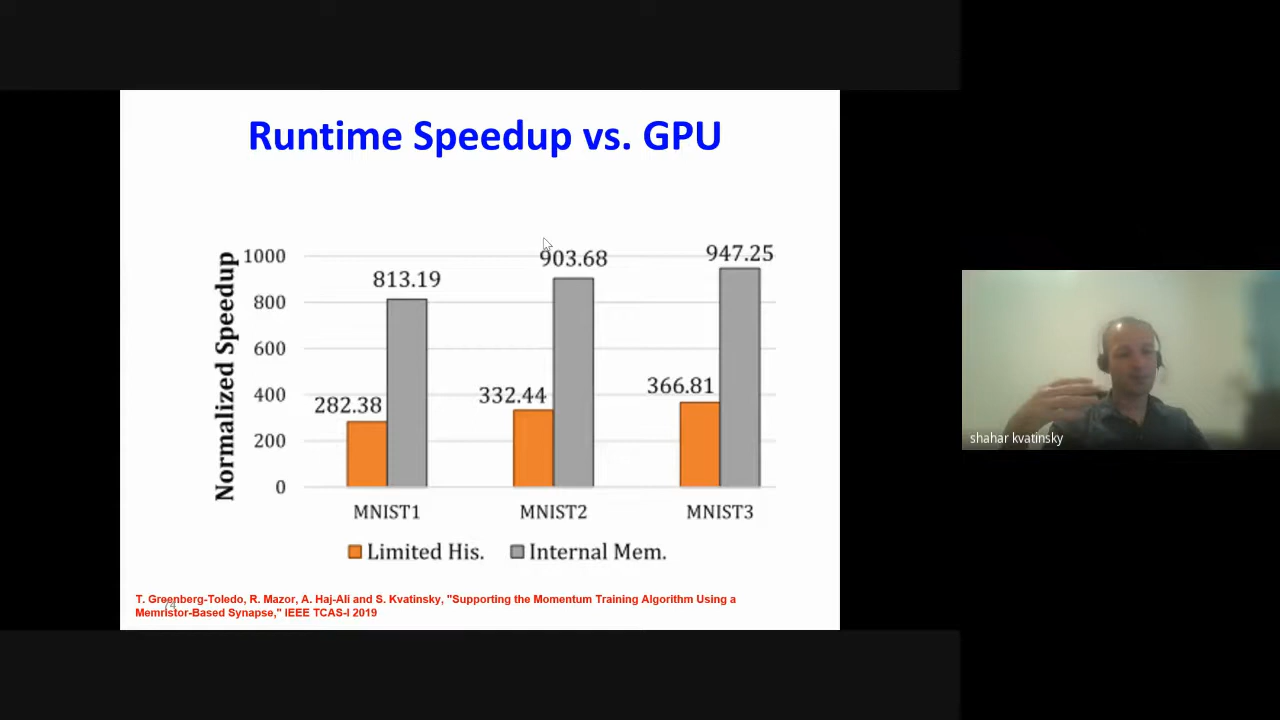 Runtime Speedup vs. GPU
Normalized Speedup
1000
800
600
400
200
0
813.19
903.68
947.25
282.38
332.44
366.81
MNIST1 MNIST2 MNIST3
Limited His. Internal Mem.
T. Greenberg-Toledo, R. Mazor, A. Haj-Ali and S. Kvatinsky, "Supporting the Momentum Training Algorithm Using a
Memristor-Based Synapse," IEEE TCAS-I 2019
74
shahar kvatinsky